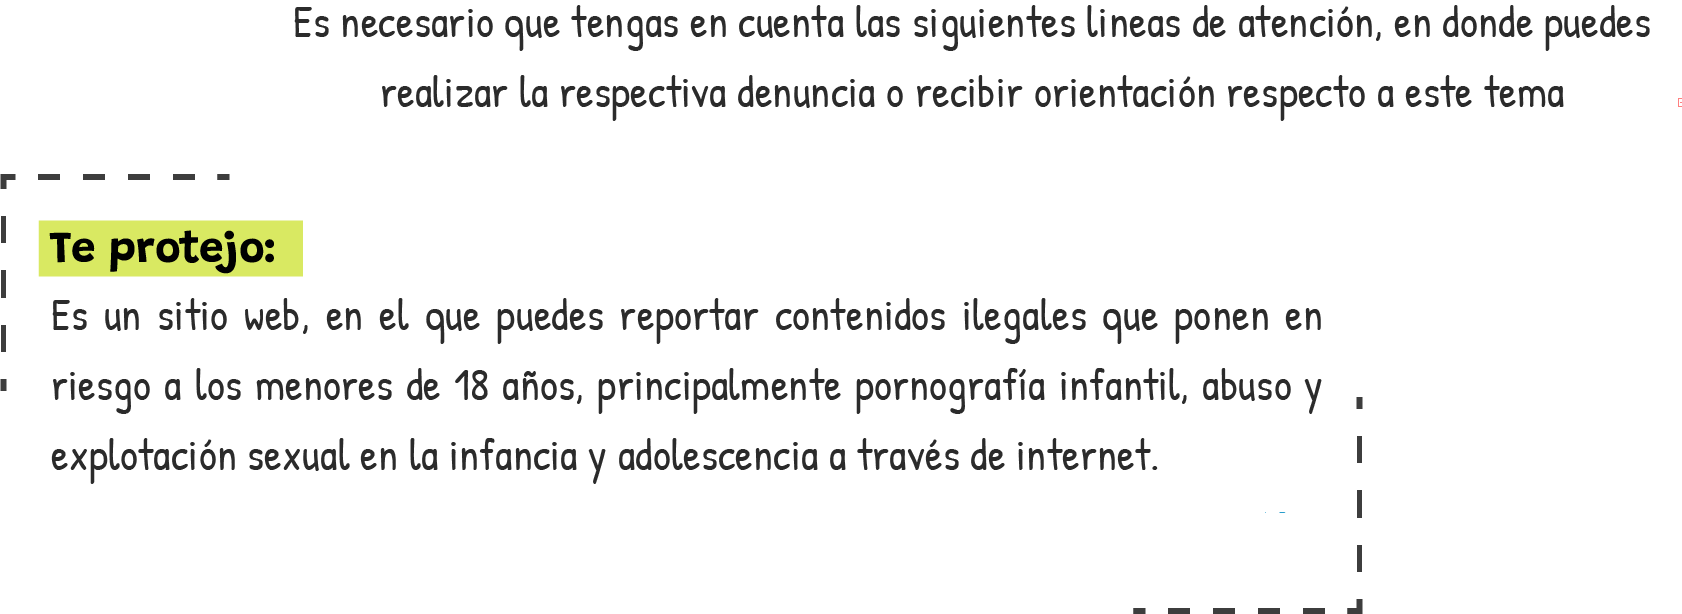 Es necesario que tengas en cuenta las siguientes lineas de atención, en donde puedes
realizar la respectiva denuncia o recibir orientación respecto a este tema
Te protejo:
Es un sitio web, en el que puedes reportar contenidos ilegales que ponen en
riesgo a los menores de 18 años, principalmente pornografía infantil, abuso y
explotación sexual en la infancia y adolescencia a través de internet.